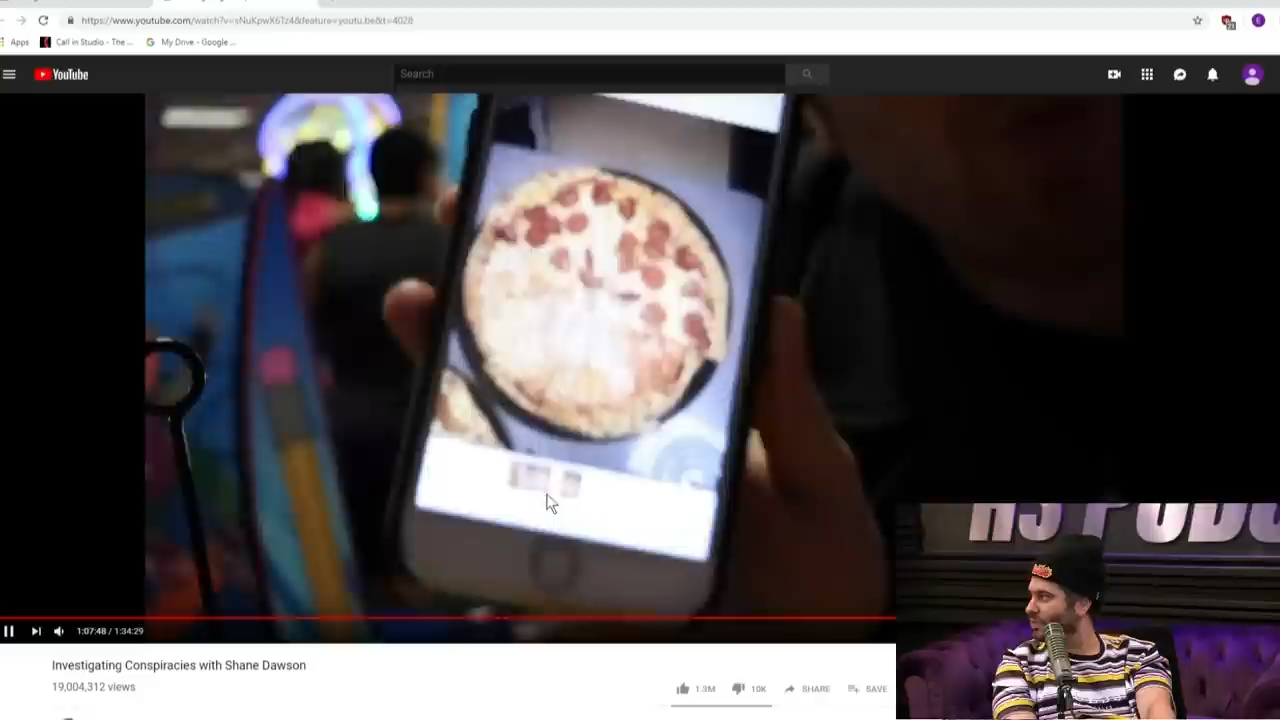 https://www.youtube.com/watch?v=sNuKpwX61z4&feature=youtu.be&t=4028
Apps
Call in Studio - The ...
My Drive - Google ...
YouTube
Search
1:07:48 / 1:34:29
Investigating Conspiracies with Shane Dawson
19,004,312 views
1.3M
10K
SHARE
SAVE
H3 PODC